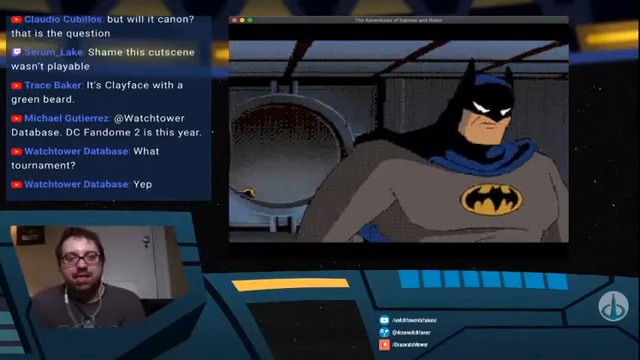 Claudio Cubillos: but will it canon?
that is the question
Serum_Lake: Shame this cutscene
wasn't playable
Trace Baker: It's Clayface with a
green beard.
Michael Gutierrez: @Watchtower
Database. DC Fandome 2 is this year.
Watchtower Database: What
tournament?
Watchtower Database: Yep
The Adventures of Batman and Robin